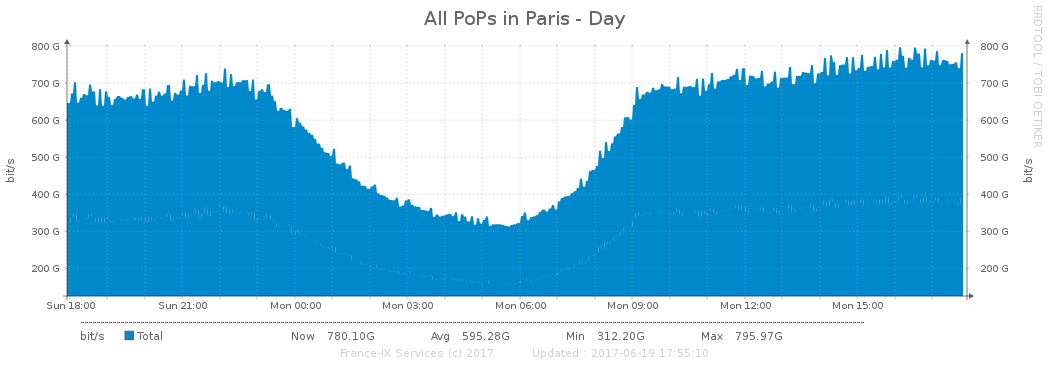 All PoPs in Paris - Day
RRDTOOL / TOBI OETIKER
bit/s
800 G 800 G
700 G 700 G
600 G 600 G
500 G 500 G
400 G 400 G
300 G 300 G
200 G 200 G
bit/s
Sun 18:00 Sun 21:00 Mon 00:00 Mon 03:00 Mon 06:00 Mon 09:00 Mon 12:00 Mon 15:00
bit/s Total Now 780.10G Avg 595.28G Min 312.20G Max 795.97G
France-IX Services (c) 2017 Updated : 2017-06-19 17:55:10